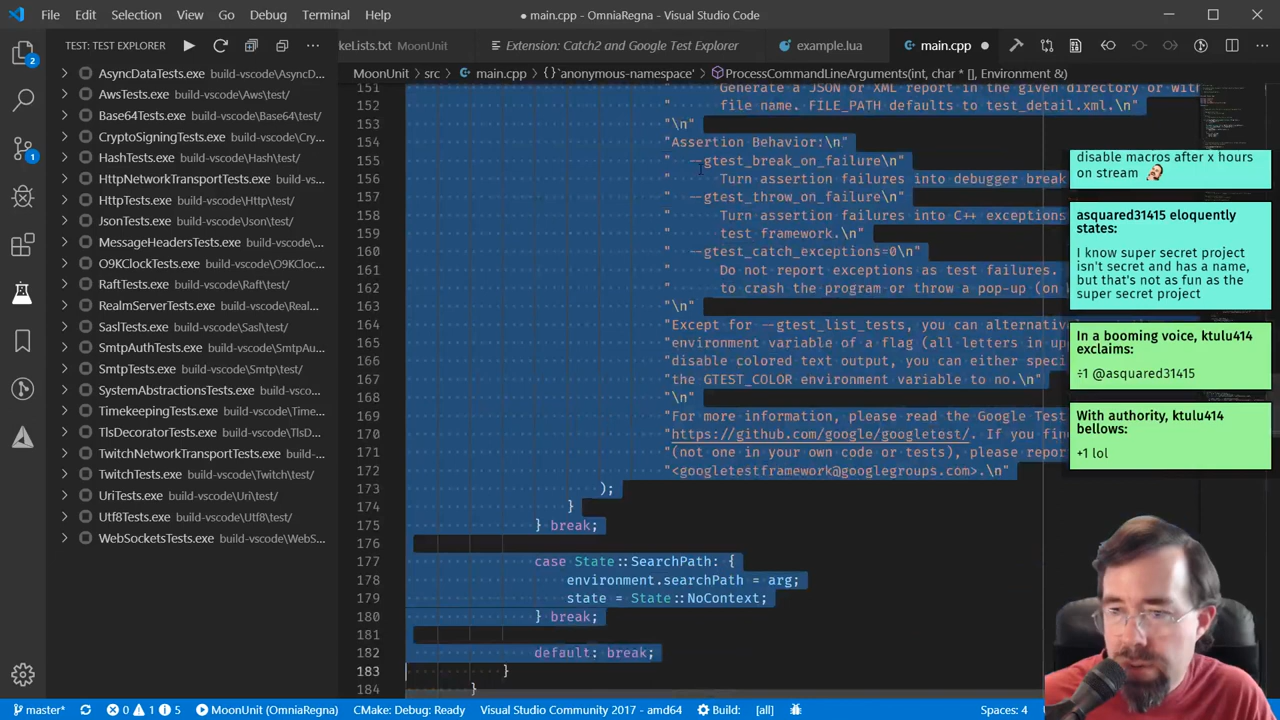 File Edit Selection View Go Debug Terminal Help
● main.cpp - OmniaRegna - Visual Studio Code
TEST: TEST EXPLORER
keLists.txt MoonUnit
Extension: Catch2 and Google Test Explorer
example.lua
main.cpp ●
MoonUnit > src > main.cpp > {} `anonymous-namespace' > ProcessCommandLineArguments(int, char * [], Environment &)
AsyncDataTests.exe build-vscode\AsyncD...
AwsTests.exe build-vscode\Aws\test/
Base64Tests.exe build-vscode\Base64\test/
CryptoSigningTests.exe build-vscode\Crypto...
HashTests.exe build-vscode\Hash\test/
HttpNetworkTransportTests.exe build-vscod...
HttpTests.exe build-vscode\Http\test/
JsonTests.exe build-vscode\Json\test/
MessageHeadersTests.exe build-vscode\Me...
O9KClockTests.exe build-vscode\O9KCloc...
RaftTests.exe build-vscode\Raft\test/
RealmServerTests.exe build-vscode\Real...
SaslTests.exe build-vscode\Sasl\test/
SmtpAuthTests.exe build-vscode\SmtpAu...
SmtpTests.exe build-vscode\Smtp\test/
SystemAbstractionsTests.exe build-vscode\...
TimekeepingTests.exe build-vscode\Time...
TlsDecoratorTests.exe build-vscode\TlsD...
TwitchNetworkTransportTests.exe build-vs...
TwitchTests.exe build-vscode\Twitch\test/
UriTests.exe build-vscode\Uri\test/
Utf8Tests.exe build-vscode\Utf8\test/
WebSocketsTests.exe build-vscode\WebS...
2
1
151 " Generate a JSON or XML report in the given directory or with
152 " file name. FILE_PATH defaults to test_detail.xml.\n"
153 "\n"
154 "Assertion Behavior:\n"
155 " --gtest_break_on_failure\n"
156 " Turn assertion failures into debugger break
157 " --gtest_throw_on_failure\n"
158 " Turn assertion failures into C++ exceptions
159 " test framework.\n"
160 " --gtest_catch_exceptions=0\n"
161 " Do not report exceptions as test failures.
162 " to crash the program or throw a pop-up (on W
163 "\n"
164 "Except for --gtest_list_tests, you can alternativ
165 "environment variable of a flag (all letters in up
166 "disable colored text output, you can either speci
167 "the GTEST_COLOR environment variable to no.\n"
168 "\n"
169 "For more information, please read the Google Test
170 "https://github.com/google/googletest/. If you fin
171 "(not one in your own code or tests), please repor
172 "<googletestframework@googlegroups.com>.\n"
173 );
174 }
175 } break;
176
177 case State::SearchPath: {
178 environment.searchPath = arg;
179 state = State::NoContext;
180 } break;
181
182 default: break;
183 }
184 }
disable macros after x hours
on stream
asquared31415 eloquently
states:
I know super secret project
isn't secret and has a name,
but that's not as fun as the
super secret project
In a booming voice, ktulu414
exclaims:
÷1 @asquared31415
With authority, ktulu414
bellows:
+1 lol
master* 0 1 5 MoonUnit (OmniaRegna) CMake: Debug: Ready Visual Studio Community 2017 - amd64 Build: [all] Spaces: 4